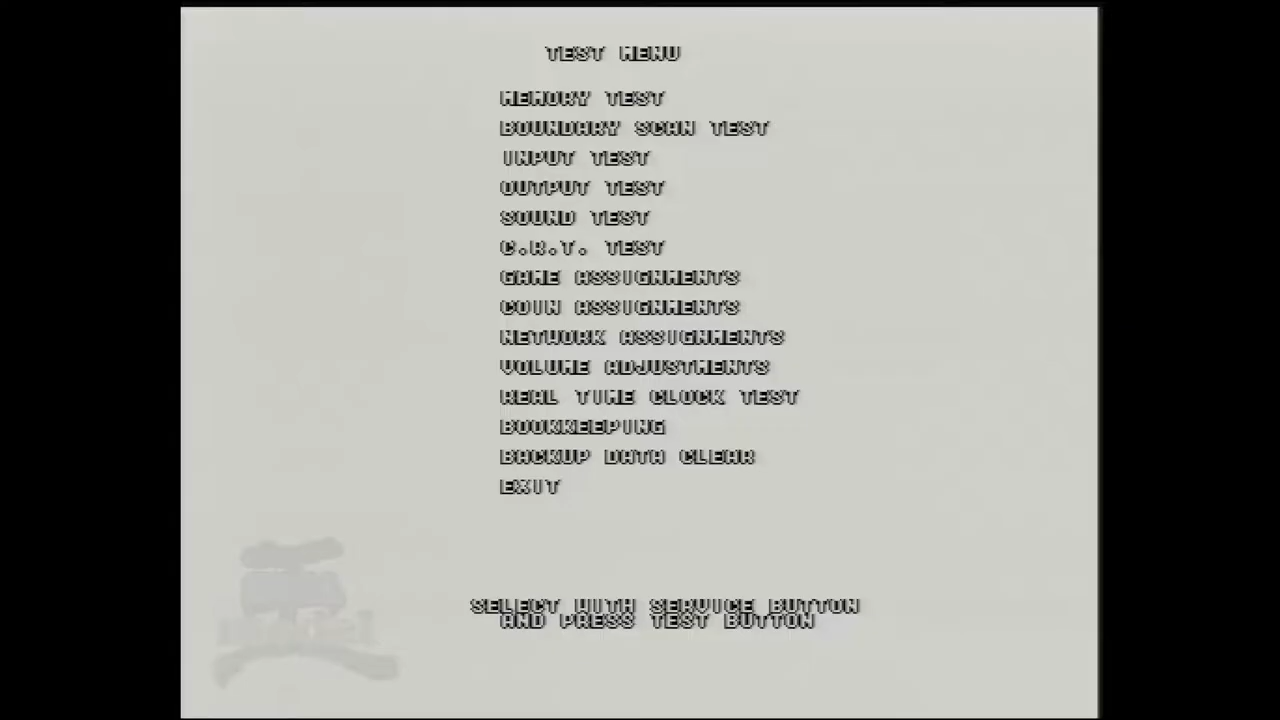 TEST MENU
MEMORY TEST
BOUNDARY SCAN TEST
INPUT TEST
OUTPUT TEST
SOUND TEST
C.R.T. TEST
GAME ASSIGNMENTS
COIN ASSIGNMENTS
NETWORK ASSIGNMENTS
VOLUME ADJUSTMENTS
REAL TIME CLOCK TEST
BOOKKEEPING
BACKUP DATA CLEAR
EXIT
SELECT WITH SERVICE BUTTON
AND PRESS TEST BUTTON